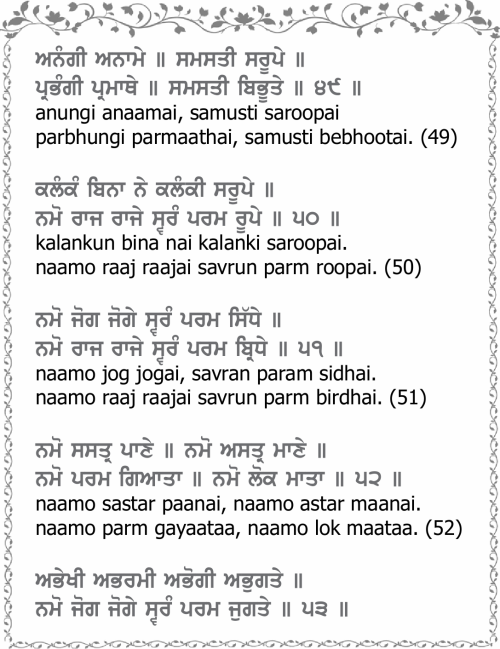 ਅਨੰਗੀ ਅਨਾਮੇ ॥ ਸਮਸਤੀ ਸਰੂਪੇ ॥
ਪ੍ਰਭੰਗੀ ਪ੍ਰਮਾਥੇ ॥ ਸਮਸਤੀ ਬਿਭੂਤੇ ॥ ੪੯ ॥
anungi anaamai, samusti saroopai
parbhungi parmaathai, samusti bebhootai. (49)
ਕਲੰਕੰ ਬਿਨਾ ਨੇ ਕਲੰਕੀ ਸਰੂਪੇ ॥
ਨਮੋ ਰਾਜ ਰਾਜੇ ਸ੍ਵਰੰ ਪਰਮ ਰੂਪੇ ॥ ੫੦ ॥
kalankun bina nai kalanki saroopai.
naamo raaj raajai savrun parm roopai. (50)
ਨਮੋ ਜੋਗ ਜੋਗੇ ਸ੍ਵਰੰ ਪਰਮ ਸਿੱਧੇ ॥
ਨਮੋ ਰਾਜ ਰਾਜੇ ਸ੍ਵਰੰ ਪਰਮ ਬ੍ਰਿਧੇ ॥ ੫੧ ॥
naamo jog jogai, savran param sidhai.
naamo raaj raajai savrun parm birdhai. (51)
ਨਮੋ ਸਸਤ੍ਰ ਪਾਣੇ ॥ ਨਮੋ ਅਸਤ੍ਰ ਮਾਣੇ ॥
ਨਮੋ ਪਰਮ ਗਿਆਤਾ ॥ ਨਮੋ ਲੋਕ ਮਾਤਾ ॥ ੫੨ ॥
naamo sastar paanai, naamo astar maanai.
naamo parm gayaataa, naamo lok maataa. (52)
ਅਭੇਖੀ ਅਭਰਮੀ ਅਭੋਗੀ ਅਭੁਗਤੇ ॥
ਨਮੋ ਜੋਗ ਜੋਗੇ ਸ੍ਵਰੰ ਪਰਮ ਜੁਗਤੇ ॥ ੫੩ ॥